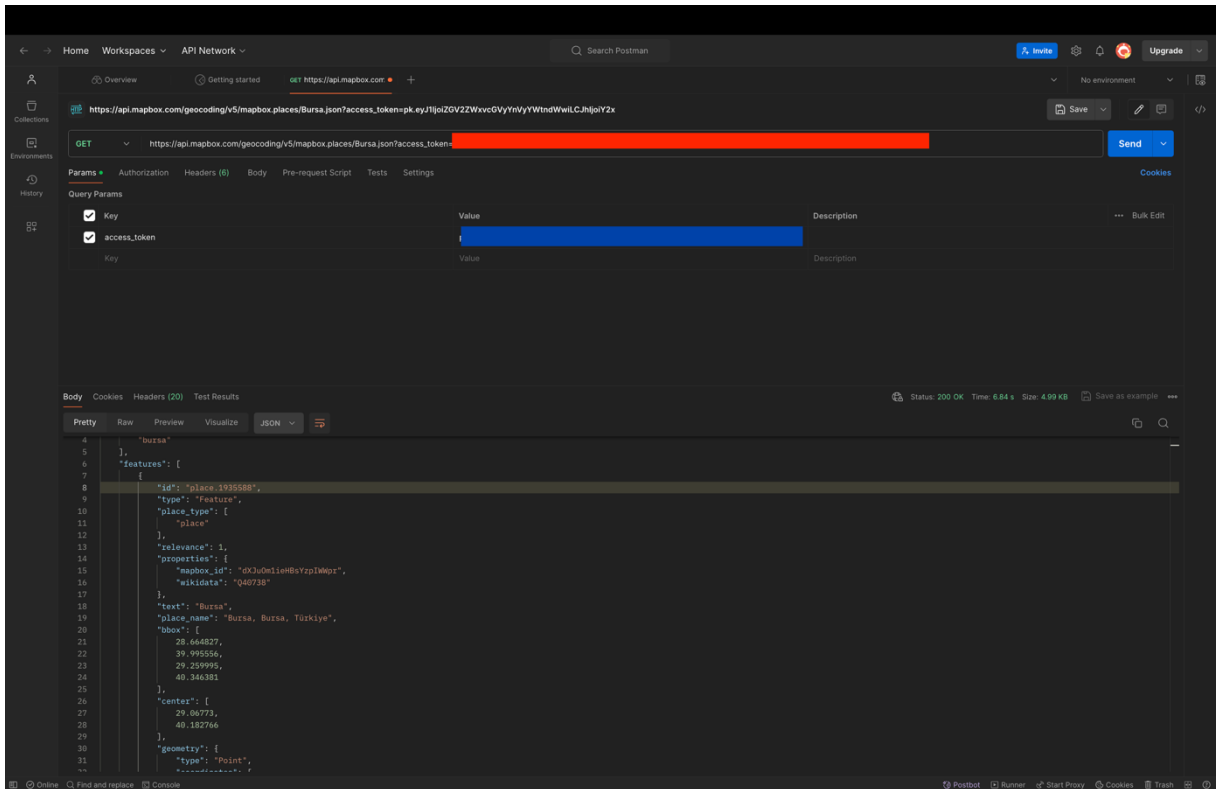 Home Workspaces API Network Search Postman Invite Upgrade
Overview Getting started GET https://api.mapbox.com No environment
Collections
https://api.mapbox.com/geocoding/v5/mapbox.places/Bursa.json?access_token=
Save
GET https://api.mapbox.com/geocoding/v5/mapbox.places/Bursa.json?access_token= Send
Environments
Params Authorization Headers (6) Body Pre-request Script Tests Settings Cookies
History
Query Params
Key Value Description Bulk Edit
access_token
Key Value Description
Body Cookies Headers (20) Test Results Status: 200 OK Time: 6.84 s Size: 4.99 KB Save as example
Pretty Raw Preview Visualize JSON
4 "bursa"
5 ],
6 "features": [
7 {
8 "id": "place.1935588",
9 "type": "Feature",
10 "place_type": [
11 "place"
12 ],
13 "relevance": 1,
14 "properties": {
15 "mapbox_id":
16 "wikidata": "Q40738"
17 },
18 "text": "Bursa",
19 "place_name": "Bursa, Bursa, Türkiye",
20 "bbox": [
21 28.664827,
22 39.995556,
23 29.259995,
24 40.346381
25 ],
26 "center": [
27 29.06773,
28 40.182766
29 ],
30 "geometry": {
31 "type": "Point",
Online Find and replace Console Postbot Runner Start Proxy Cookies Trash